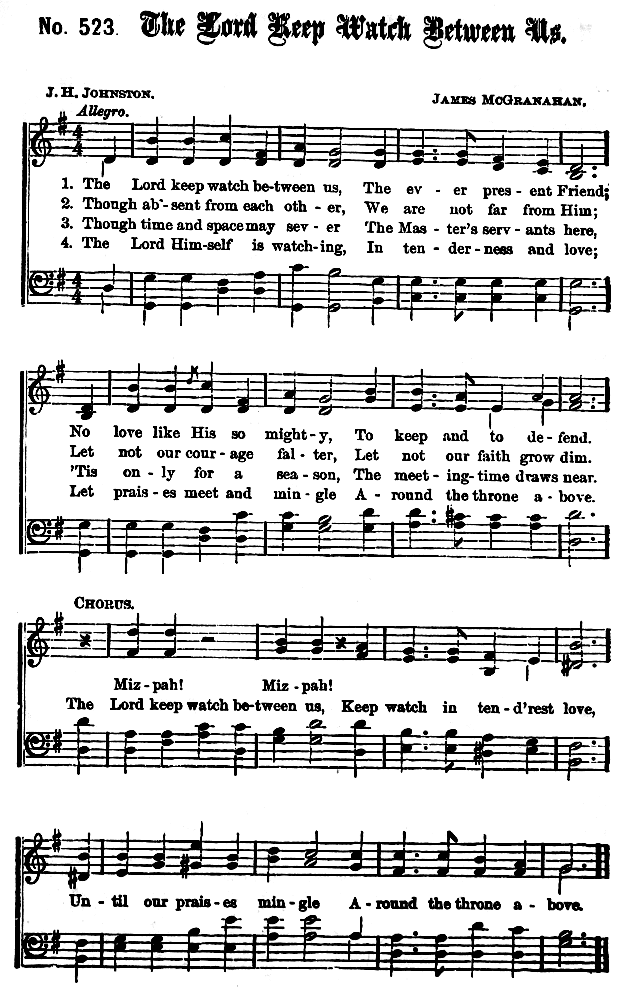 No. 523. The Lord Keep Watch Between Us.
J. H. JOHNSTON.
JAMES MCGRANAHAN.
Allegro.
1. The Lord keep watch be-tween us, The ev - er pres - ent Friend;
2. Though ab'-sent from each oth - er, We are not far from Him;
3. Though time and space may sev - er The Mas - ter's serv - ants here,
4. The Lord Him-self is watch-ing, In ten - der-ness and love;
No love like His so might-y, To keep and to de-fend.
Let not our cour-age fal-ter, Let not our faith grow dim.
'Tis on-ly for a sea-son, The meet-ing-time draws near.
Let prais-es meet and min-gle A-round the throne a-bove.
CHORUS.
Miz-pah! Miz-pah!
The Lord keep watch be-tween us, Keep watch in ten-d'rest love,
Un-til our prais-es min-gle A-round the throne a-bove.